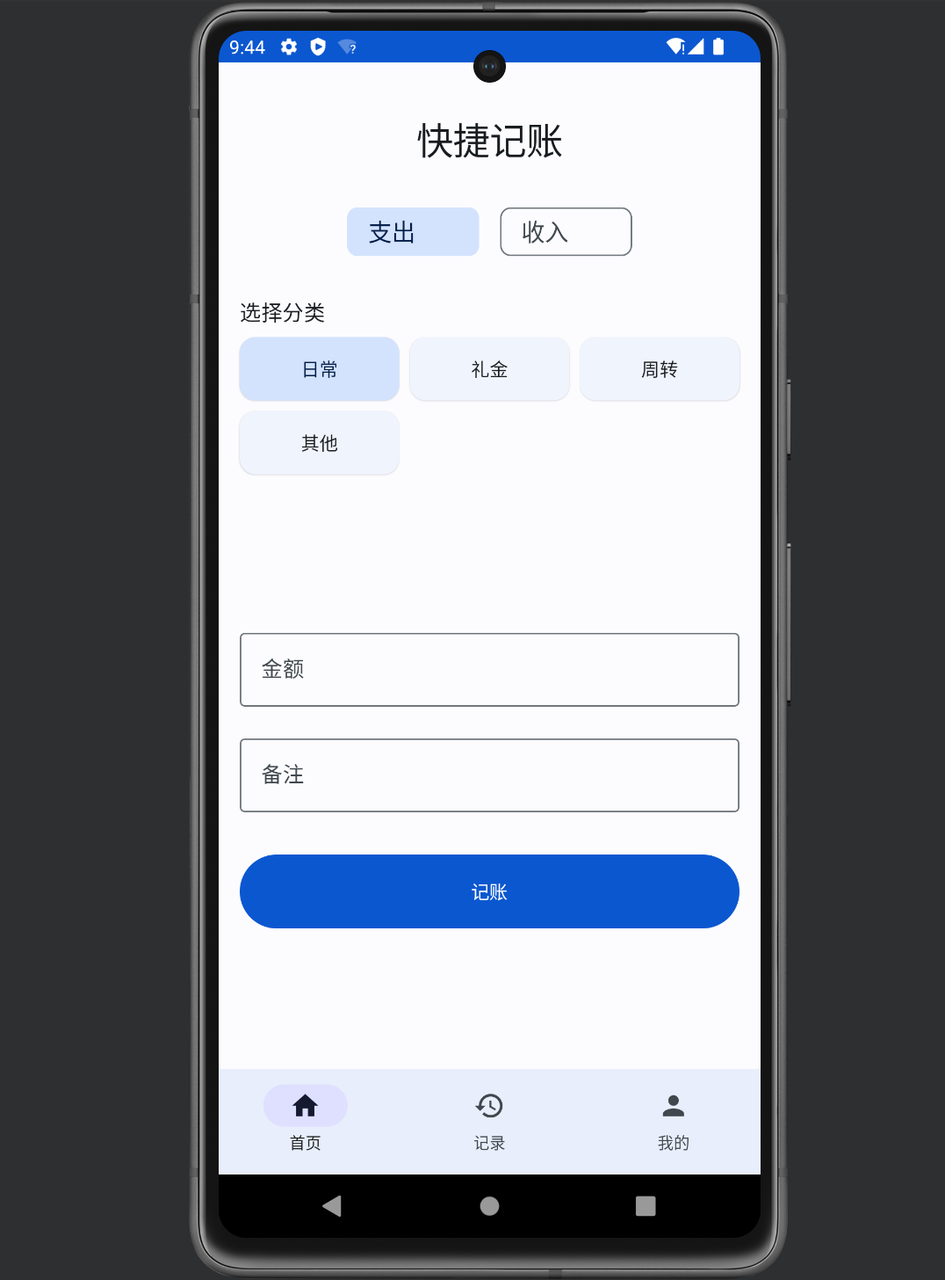 9:44
快捷记账
支出 收入
选择分类
日常 礼金 周转
其他
金额
备注
记账
首页 记录 我的